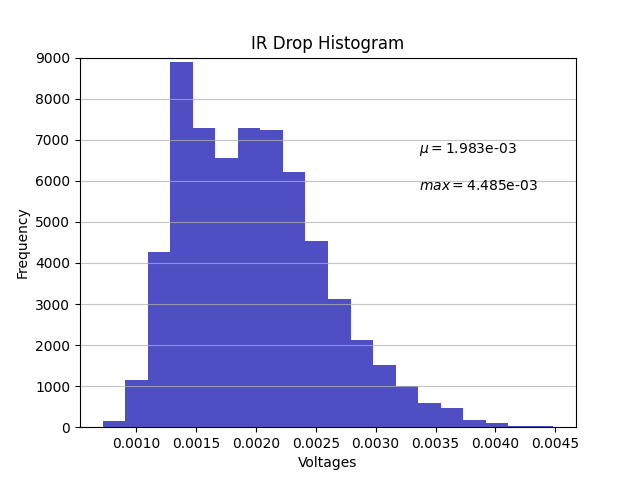 IR Drop Histogram
9000
8000
7000
6000
5000
4000
3000
2000
1000
0
Frequency
μ = 1.983e-03
max = 4.485e-03
0.0010 0.0015 0.0020 0.0025 0.0030 0.0035 0.0040 0.0045
Voltages